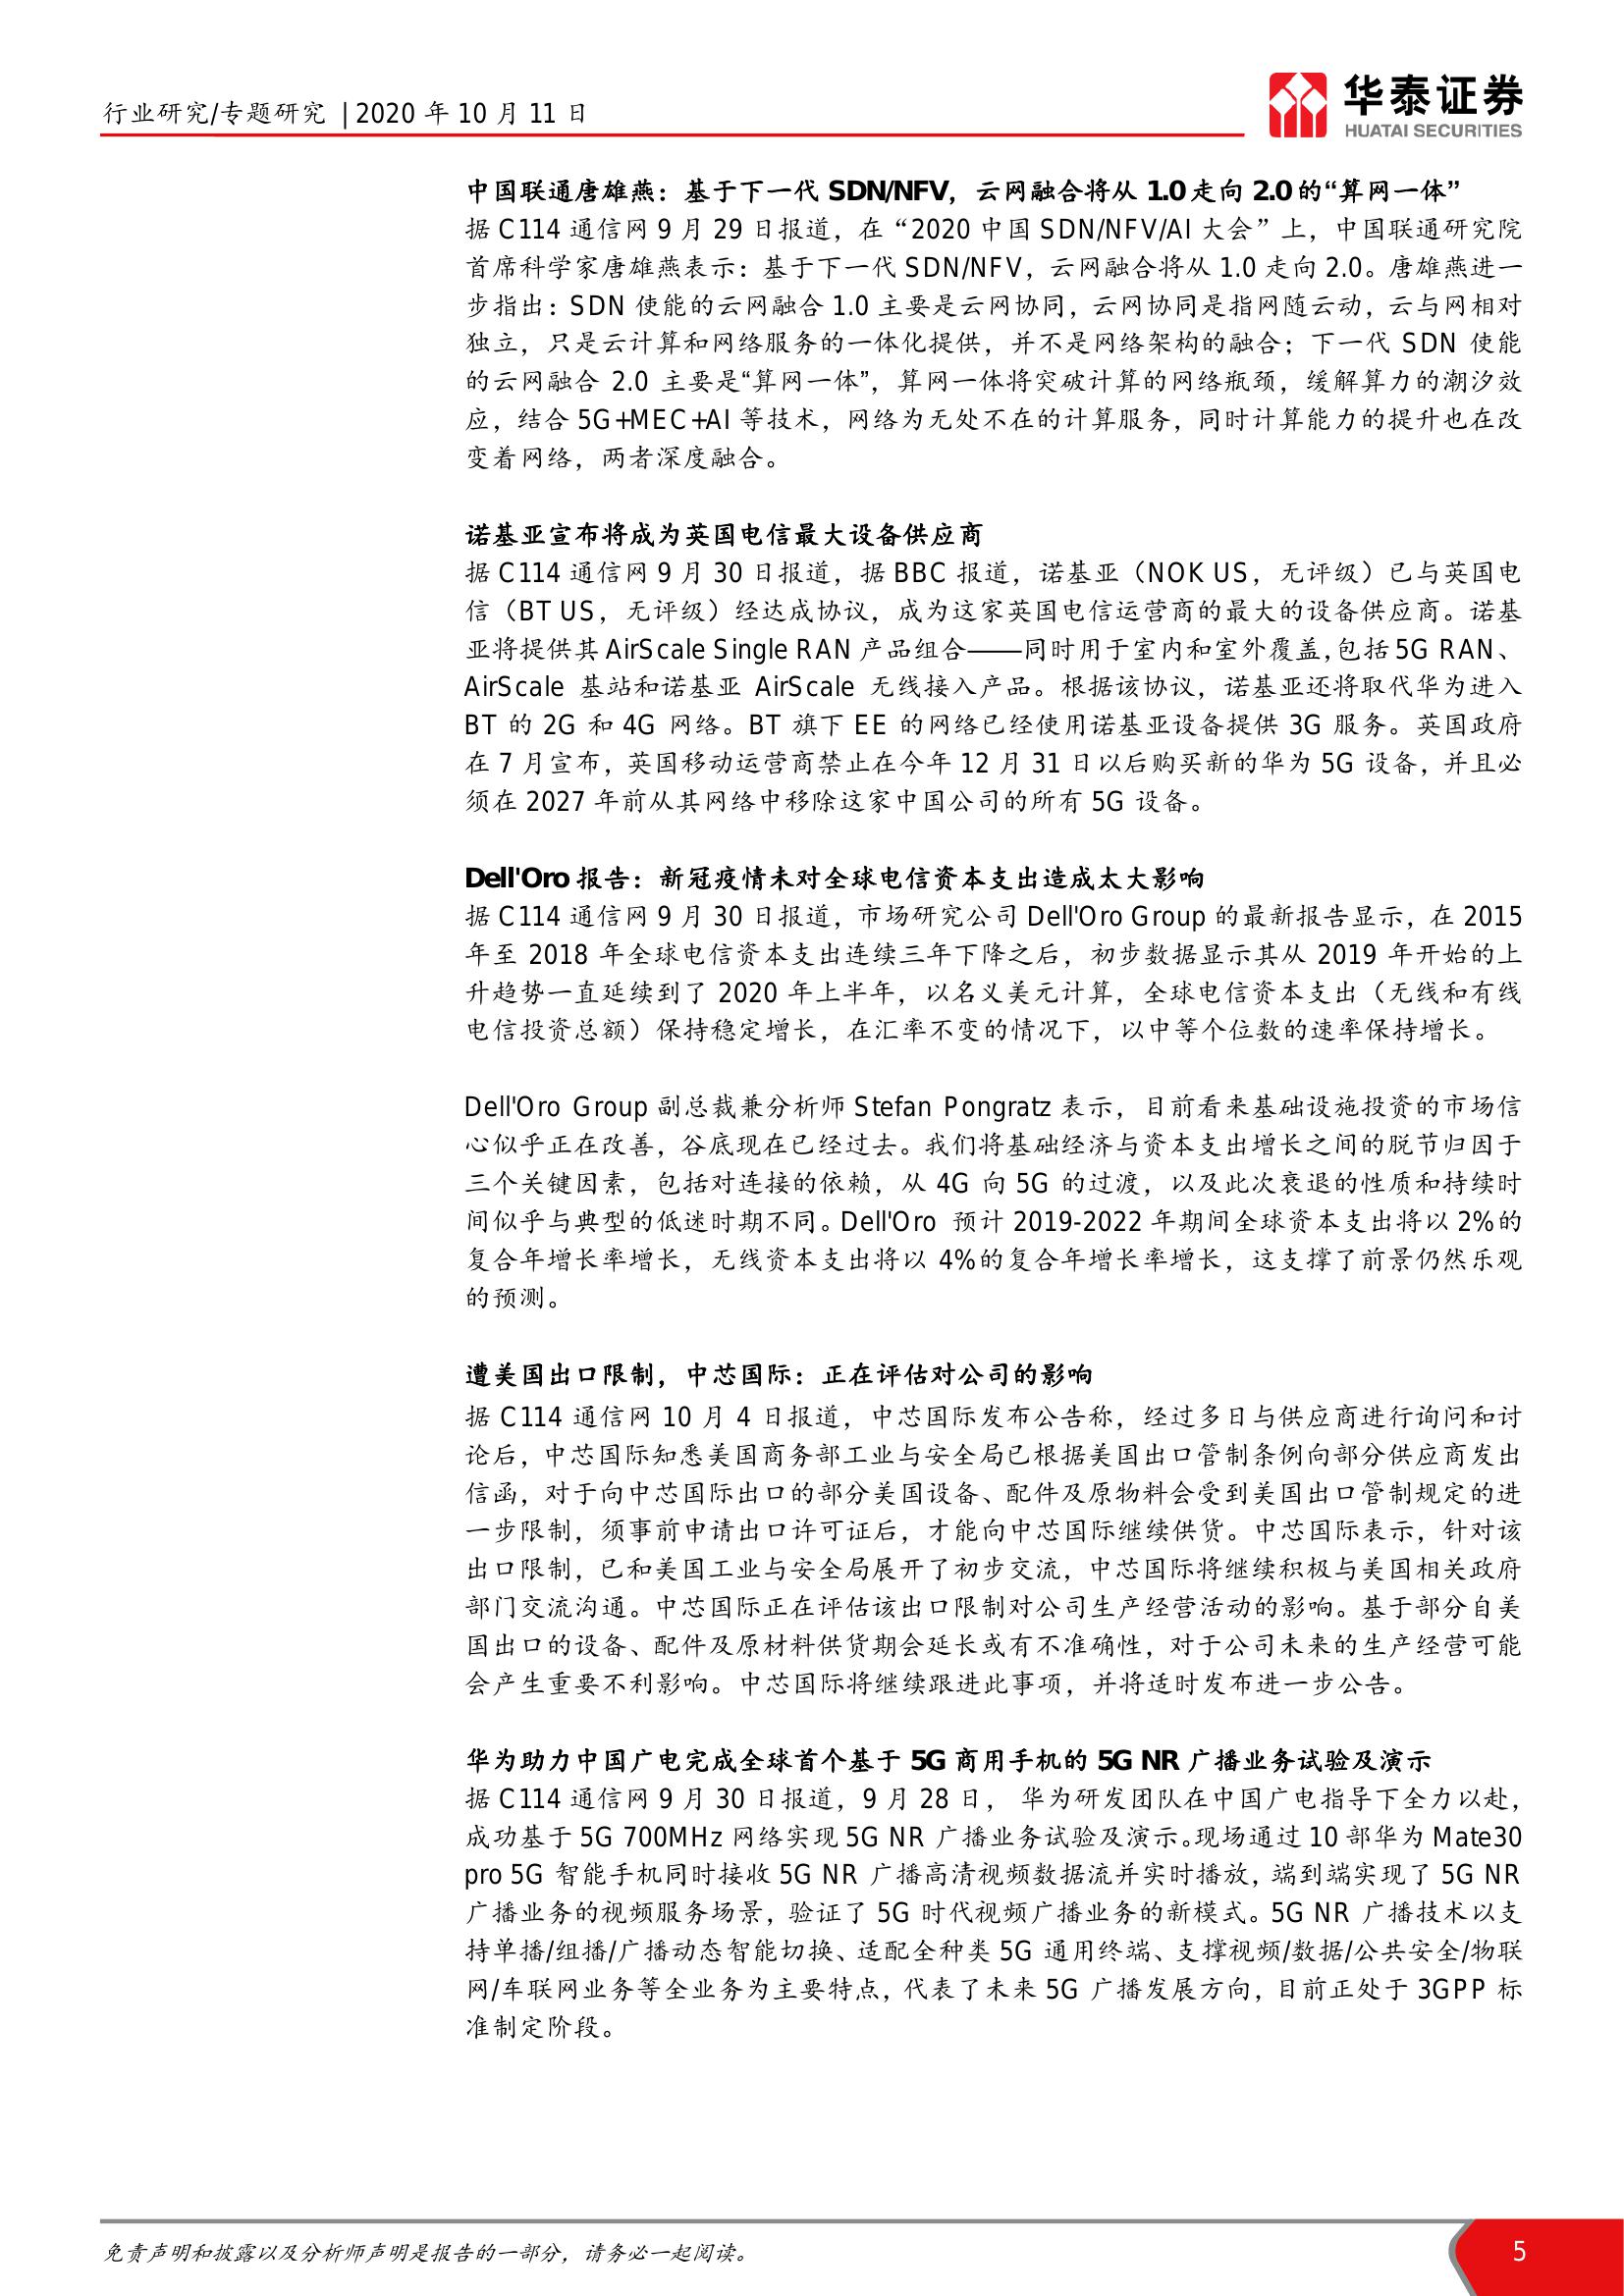 行业研究/专题研究 | 2020 年 10 月 11 日
华泰证券
HUATAI SECURITIES
中国联通唐雄燕：基于下一代 SDN/NFV，云网融合将从 1.0 走向 2.0 的“算网一体”
据 C114 通信网 9 月 29 日报道，在“2020 中国 SDN/NFV/AI 大会”上，中国联通研究院
首席科学家唐雄燕表示：基于下一代 SDN/NFV，云网融合将从 1.0 走向 2.0。唐雄燕进一
步指出：SDN 使能的云网融合 1.0 主要是云网协同，云网协同是指网随云动，云与网相对
独立，只是云计算和网络服务的一体化提供，并不是网络架构的融合；下一代 SDN 使能
的云网融合 2.0 主要是“算网一体”，算网一体将突破计算的网络瓶颈，缓解算力的潮汐效
应，结合 5G+MEC+AI 等技术，网络为无处不在的计算服务，同时计算能力的提升也在改
变着网络，两者深度融合。
诺基亚宣布将成为英国电信最大设备供应商
据 C114 通信网 9 月 30 日报道，据 BBC 报道，诺基亚（NOK US，无评级）已与英国电
信（BT US，无评级）经达成协议，成为这家英国电信运营商的最大的设备供应商。诺基
亚将提供其 AirScale Single RAN 产品组合——同时用于室内和室外覆盖，包括 5G RAN、
AirScale 基站和诺基亚 AirScale 无线接入产品。根据该协议，诺基亚还将取代华为进入
BT 的 2G 和 4G 网络。BT 旗下 EE 的网络已经使用诺基亚设备提供 3G 服务。英国政府
在 7 月宣布，英国移动运营商禁止在今年 12 月 31 日以后购买新的华为 5G 设备，并且必
须在 2027 年前从其网络中移除这家中国公司的所有 5G 设备。
Dell'Oro 报告：新冠疫情未对全球电信资本支出造成太大影响
据 C114 通信网 9 月 30 日报道，市场研究公司 Dell'Oro Group 的最新报告显示，在 2015
年至 2018 年全球电信资本支出连续三年下降之后，初步数据显示其从 2019 年开始的上
升趋势一直延续到了 2020 年上半年，以名义美元计算，全球电信资本支出（无线和有线
电信投资总额）保持稳定增长，在汇率不变的情况下，以中等个位数的速率保持增长。
Dell'Oro Group 副总裁兼分析师 Stefan Pongratz 表示，目前看来基础设施投资的市场信
心似乎正在改善，谷底现在已经过去。我们将基础经济与资本支出增长之间的脱节归因于
三个关键因素，包括对连接的依赖，从 4G 向 5G 的过渡，以及此次衰退的性质和持续时
间似乎与典型的低迷时期不同。Dell'Oro 预计 2019-2022 年期间全球资本支出将以 2%的
复合年增长率增长，无线资本支出将以 4%的复合年增长率增长，这支撑了前景仍然乐观
的预测。
遭美国出口限制，中芯国际：正在评估对公司的影响
据 C114 通信网 10 月 4 日报道，中芯国际发布公告称，经过多日与供应商进行询问和讨
论后，中芯国际知悉美国商务部工业与安全局已根据美国出口管制条例向部分供应商发出
信函，对于向中芯国际出口的部分美国设备、配件及原物料会受到美国出口管制规定的进
一步限制，须事前申请出口许可证后，才能向中芯国际继续供货。中芯国际表示，针对该
出口限制，已和美国工业与安全局展开了初步交流，中芯国际将继续积极与美国相关政府
部门交流沟通。中芯国际正在评估该出口限制对公司生产经营活动的影响。基于部分自美
国出口的设备、配件及原材料供货期会延长或有不准确性，对于公司未来的生产经营可能
会产生重要不利影响。中芯国际将继续跟进此事项，并将适时发布进一步公告。
华为助力中国广电完成全球首个基于 5G 商用手机的 5G NR 广播业务试验及演示
据 C114 通信网 9 月 30 日报道，9 月 28 日， 华为研发团队在中国广电指导下全力以赴，
成功基于 5G 700MHz 网络实现 5G NR 广播业务试验及演示。现场通过 10 部华为 Mate30
pro 5G 智能手机同时接收 5G NR 广播高清视频数据流并实时播放，端到端实现了 5G NR
广播业务的视频服务场景，验证了 5G 时代视频广播业务的新模式。5G NR 广播技术以支
持单播/组播/广播动态智能切换、适配全种类 5G 通用终端、支撑视频/数据/公共安全/物联
网/车联网业务等全业务为主要特点，代表了未来 5G 广播发展方向，目前正处于 3GPP 标
准制定阶段。
免责声明和披露以及分析师声明是报告的一部分，请务必一起阅读。
5